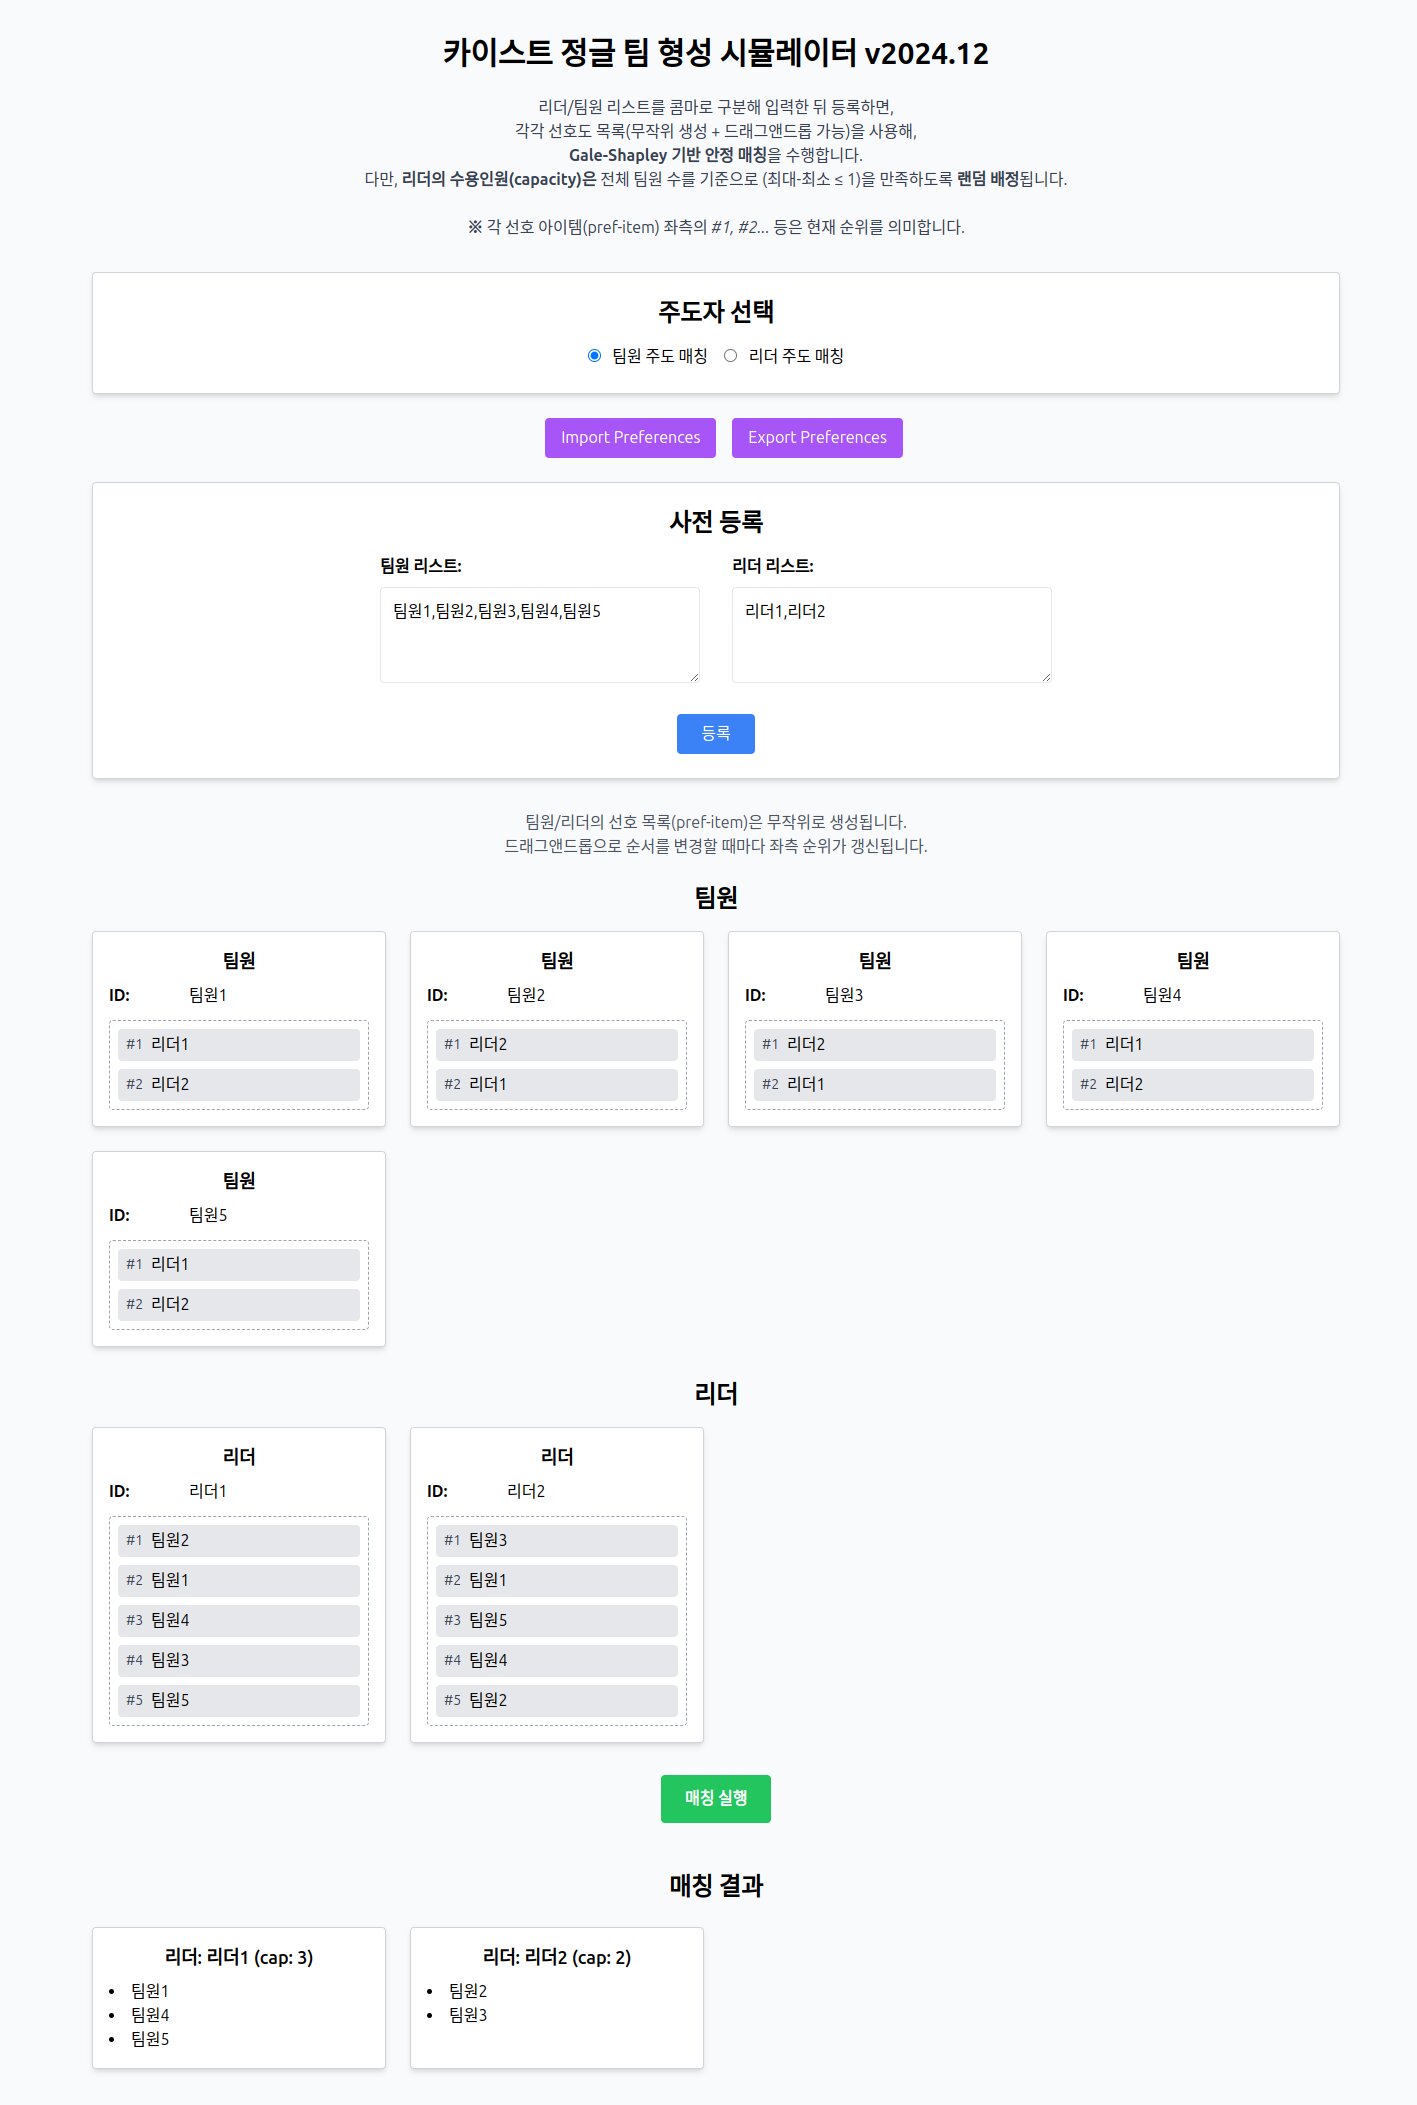 카이스트 정글 팀 형성 시뮬레이터 v2024.12
리더/팀원 리스트를 콤마로 구분해 입력한 뒤 등록하면,
각각 선호도 목록(무작위 생성 + 드래그앤드롭 가능)을 사용해,
Gale-Shapley 기반 안정 매칭을 수행합니다.
다만, 리더의 수용인원(capacity)은 전체 팀원 수를 기준으로 (최대-최소 ≤ 1)을 만족하도록 랜덤 배정됩니다.
※ 각 선호 아이템(pref-item) 좌측의 #1, #2... 등은 현재 순위를 의미합니다.
주도자 선택
팀원 주도 매칭 리더 주도 매칭
Import Preferences Export Preferences
사전 등록
팀원 리스트: 리더 리스트:
팀원1,팀원2,팀원3,팀원4,팀원5 리더1,리더2
등록
팀원/리더의 선호 목록(pref-item)은 무작위로 생성됩니다.
드래그앤드롭으로 순서를 변경할 때마다 좌측 순위가 갱신됩니다.
팀원
팀원
ID: 팀원1
#1 리더1
#2 리더2
팀원
ID: 팀원2
#1 리더2
#2 리더1
팀원
ID: 팀원3
#1 리더2
#2 리더1
팀원
ID: 팀원4
#1 리더1
#2 리더2
팀원
ID: 팀원5
#1 리더1
#2 리더2
리더
리더
ID: 리더1
#1 팀원2
#2 팀원1
#3 팀원4
#4 팀원3
#5 팀원5
리더
ID: 리더2
#1 팀원3
#2 팀원1
#3 팀원5
#4 팀원4
#5 팀원2
매칭 실행
매칭 결과
리더: 리더1 (cap: 3)
• 팀원1
• 팀원4
• 팀원5
리더: 리더2 (cap: 2)
• 팀원2
• 팀원3